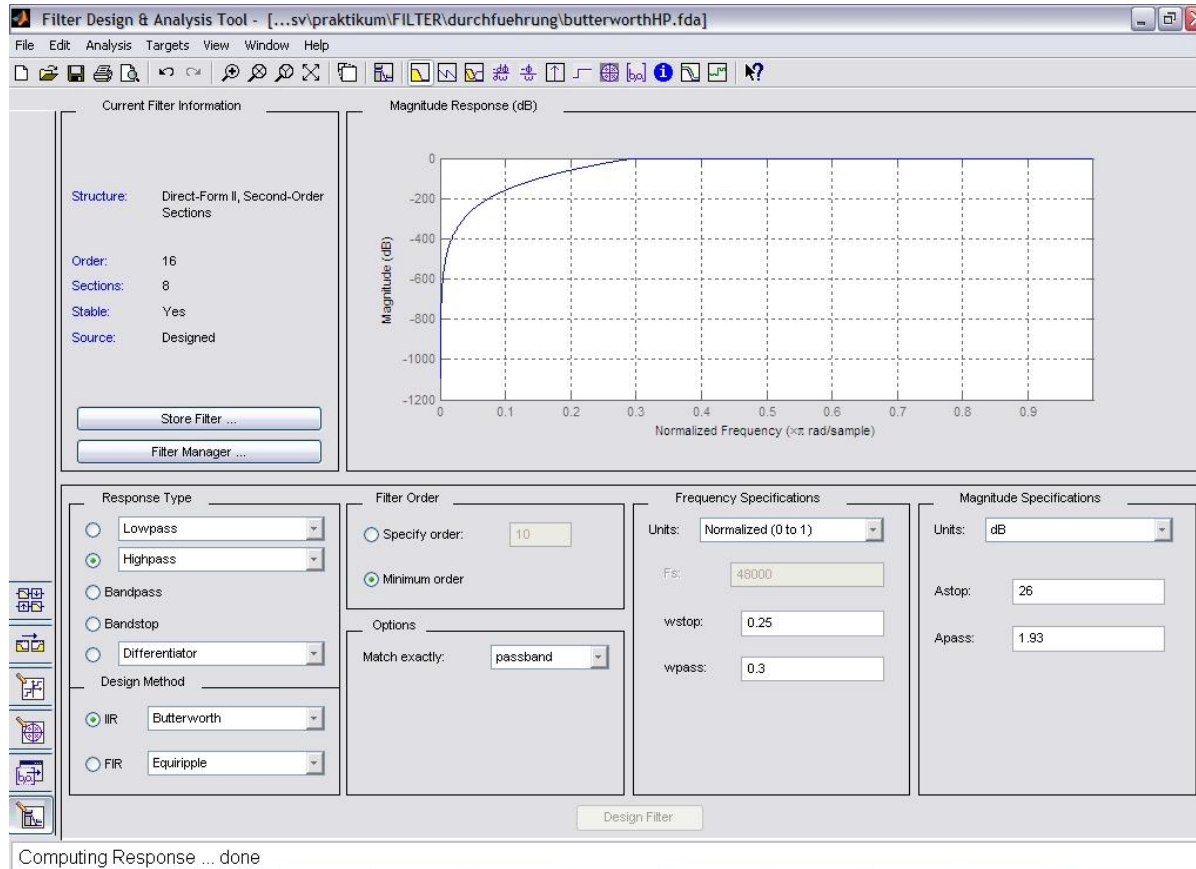 Filter Design & Analysis Tool - [...sv\praktikum\FILTER\durchfuehrung\butterworthHP.fda]
File Edit Analysis Targets View Window Help
Current Filter Information
Structure: Direct-Form II, Second-Order
Sections
Order: 16
Sections: 8
Stable: Yes
Source: Designed
Store Filter ...
Filter Manager ...
Magnitude Response (dB)
Magnitude (dB)
0
-200
-400
-600
-800
-1000
-1200
0 0.1 0.2 0.3 0.4 0.5 0.6 0.7 0.8 0.9
Normalized Frequency (×π rad/sample)
Response Type
Lowpass
Highpass
Bandpass
Bandstop
Differentiator
Design Method
IIR Butterworth
FIR Equiripple
Filter Order
Specify order: 10
Minimum order
Options
Match exactly: passband
Frequency Specifications
Units: Normalized (0 to 1)
Fs: 48000
wstop: 0.25
wpass: 0.3
Magnitude Specifications
Units: dB
Astop: 26
Apass: 1.93
Design Filter
Computing Response ... done